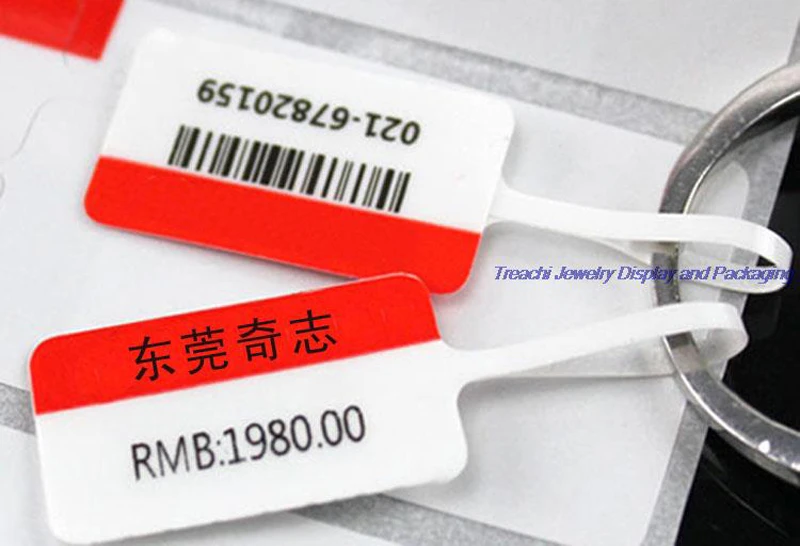 021-67820159
Treachi Jewelry Display and Packaging
东莞奇志
RMB:1980.00